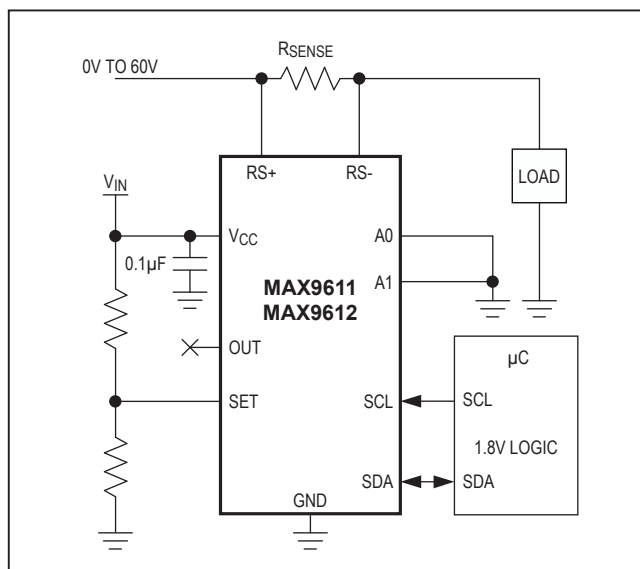 RSENSE
0V TO 60V
RS+
RS-
LOAD
VIN
VCC
A0
0.1µF
A1
MAX9611
MAX9612
OUT
µC
SET
SCL
SCL
1.8V LOGIC
SDA
SDA
GND